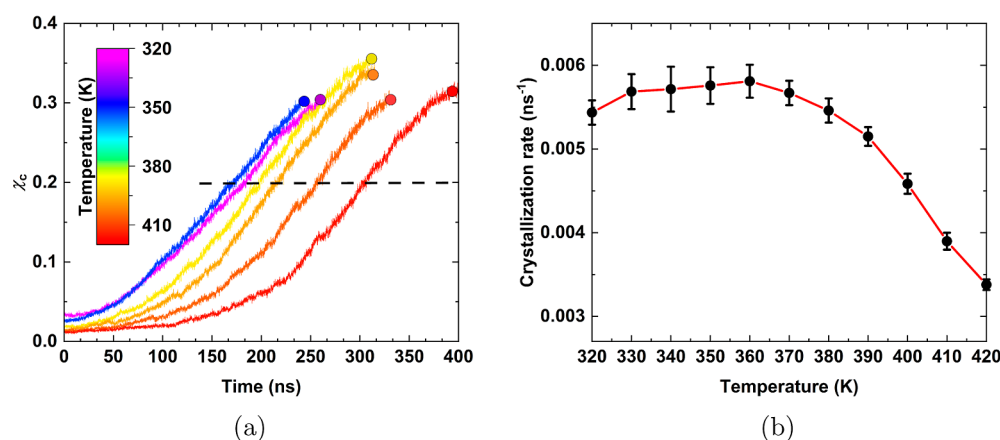 0.4
0.3
0.2
0.1
0.0
χc
Temperature (K)
320
350
380
410
0 50 100 150 200 250 300 350 400
Time (ns)
(a)
0.006
0.005
0.004
0.003
Crystallization rate (ns-1)
320 330 340 350 360 370 380 390 400 410 420
Temperature (K)
(b)